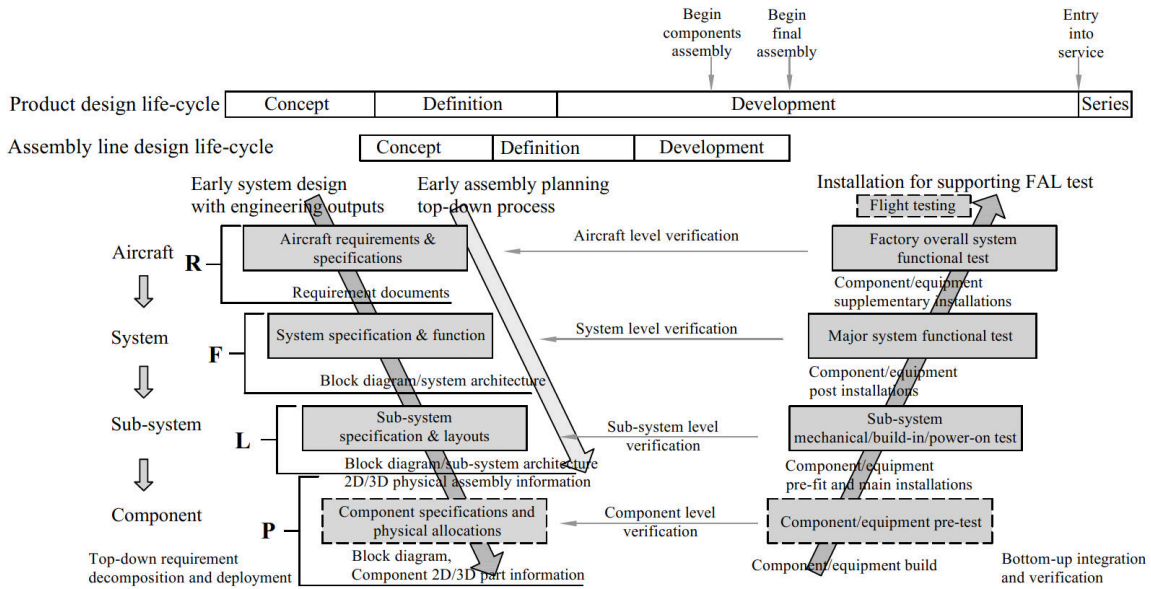 Begin
components
assembly
Begin
final
assembly
Entry
into
service
Product design life-cycle
Concept
Definition
Development
Series
Assembly line design life-cycle
Concept
Definition
Development
Early system design
with engineering outputs
Early assembly planning
top-down process
Installation for supporting FAL test
Flight testing
Aircraft
R
Aircraft requirements &
specifications
Requirement documents
Aircraft level verification
Factory overall system
functional test
Component/equipment
supplementary installations
System
F
System specification & function
Block diagram/system architecture
System level verification
Major system functional test
Component/equipment
post installations
Sub-system
L
Sub-system
specification & layouts
Block diagram/sub-system architecture
2D/3D physical assembly information
Sub-system level
verification
Sub-system
mechanical/build-in/power-on test
Component/equipment
pre-fit and main installations
Component
P
Component specifications and
physical allocations
Block diagram,
Component 2D/3D part information
Component level
verification
Component/equipment pre-test
Component/equipment build
Top-down requirement
decomposition and deployment
Bottom-up integration
and verification